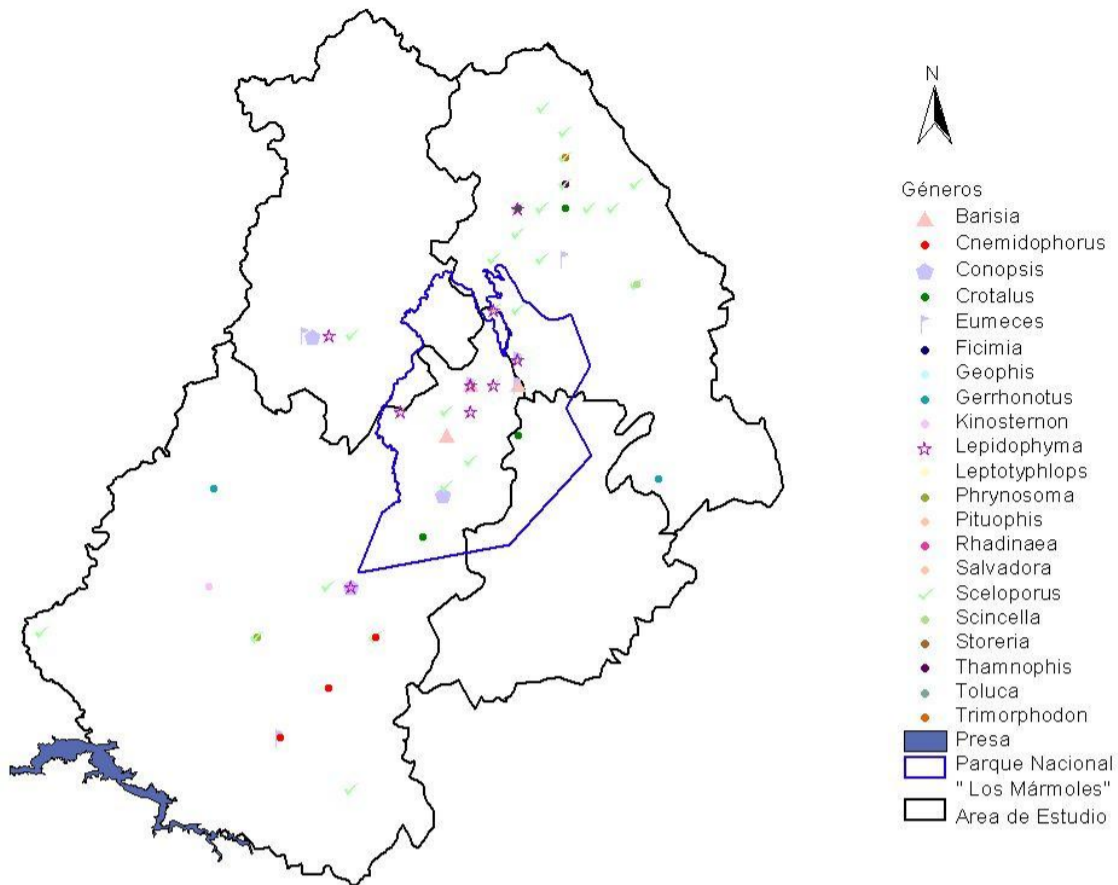 N
Géneros
Barisia
Cnemidophorus
Conopsis
Crotalus
Eumeces
Ficimia
Geophis
Gerrhonotus
Kinosternon
Lepidophyma
Leptotyphlops
Phrynosoma
Pituophis
Rhadinaea
Salvadora
Sceloporus
Scincella
Storeria
Thamnophis
Toluca
Trimorphodon
Presa
Parque Nacional
" Los Mármoles"
Area de Estudio